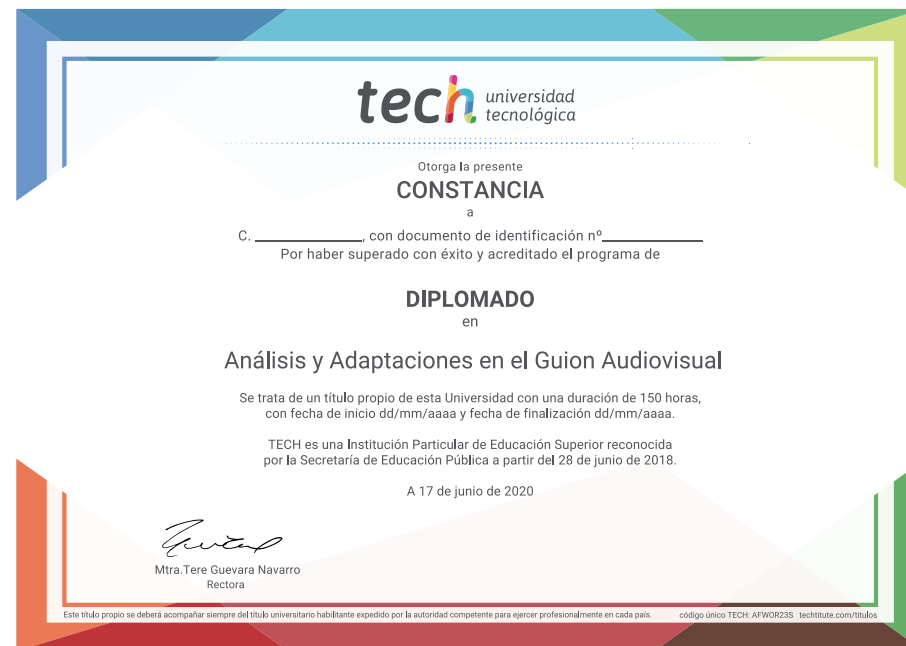 tech universidad
tecnológica
Otorga la presente
CONSTANCIA
a
C. ______________, con documento de identificación nº_____________
Por haber superado con éxito y acreditado el programa de
DIPLOMADO
en
Análisis y Adaptaciones en el Guion Audiovisual
Se trata de un título propio de esta Universidad con una duración de 150 horas,
con fecha de inicio dd/mm/aaaa y fecha de finalización dd/mm/aaaa.
TECH es una Institución Particular de Educación Superior reconocida
por la Secretaría de Educación Pública a partir del 28 de junio de 2018.
A 17 de junio de 2020
Mtra.Tere Guevara Navarro
Rectora
Este título propio se deberá acompañar siempre del título universitario habilitante expedido por la autoridad competente para ejercer profesionalmente en cada país. código único TECH: AFWOR23S techtitute.com/titulos